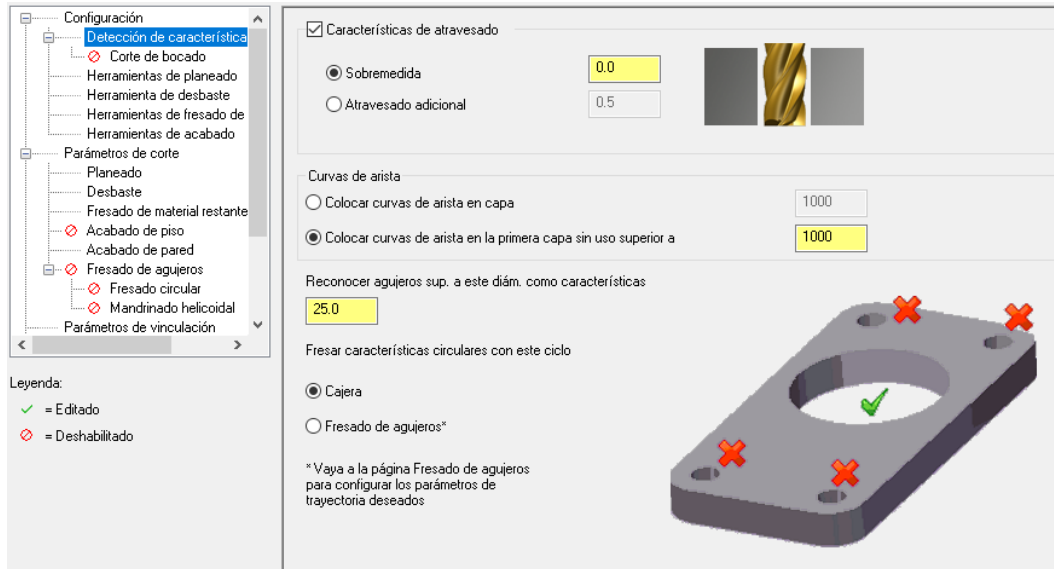 Configuración
Detección de característica
Corte de bocado
Herramientas de planeado
Herramienta de desbaste
Herramientas de fresado de
Herramientas de acabado
Parámetros de corte
Planeado
Desbaste
Fresado de material restante
Acabado de piso
Acabado de pared
Fresado de agujeros
Fresado circular
Mandrinado helicoidal
Parámetros de vinculación
Leyenda:
= Editado
= Deshabilitado
Características de atravesado
Sobremedida 0.0
Atravesado adicional 0.5
Curvas de arista
Colocar curvas de arista en capa 1000
Colocar curvas de arista en la primera capa sin uso superior a 1000
Reconocer agujeros sup. a este diám. como características
25.0
Fresar características circulares con este ciclo
Cajera
Fresado de agujeros*
* Vaya a la página Fresado de agujeros
para configurar los parámetros de
trayectoria deseados